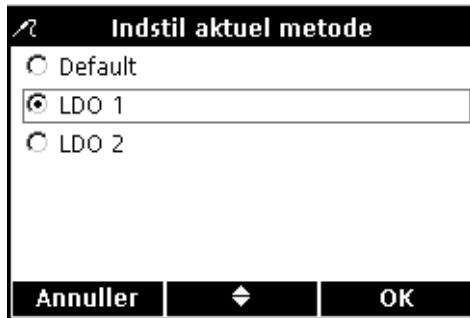 Indstil aktuel metode
Default
LDO 1
LDO 2
Annuller OK